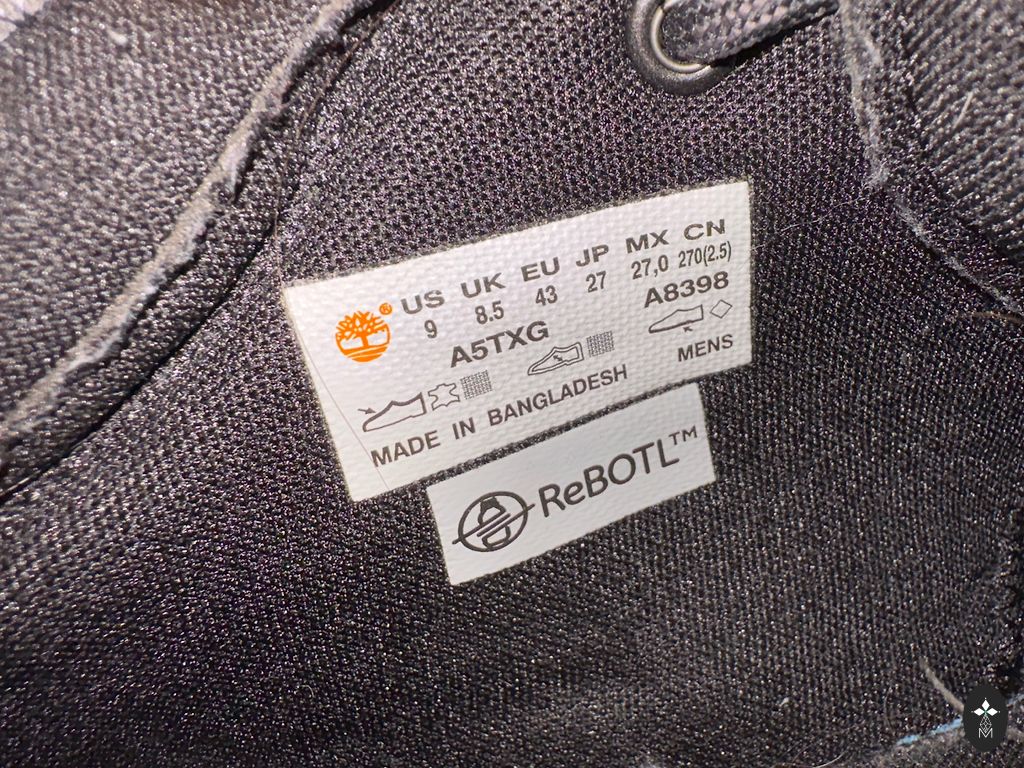 US UK EU JP MX CN
9 8.5 43 27 27,0 270(2.5)
A5TXG A8398
MENS
MADE IN BANGLADESH
ReBOTL™
M